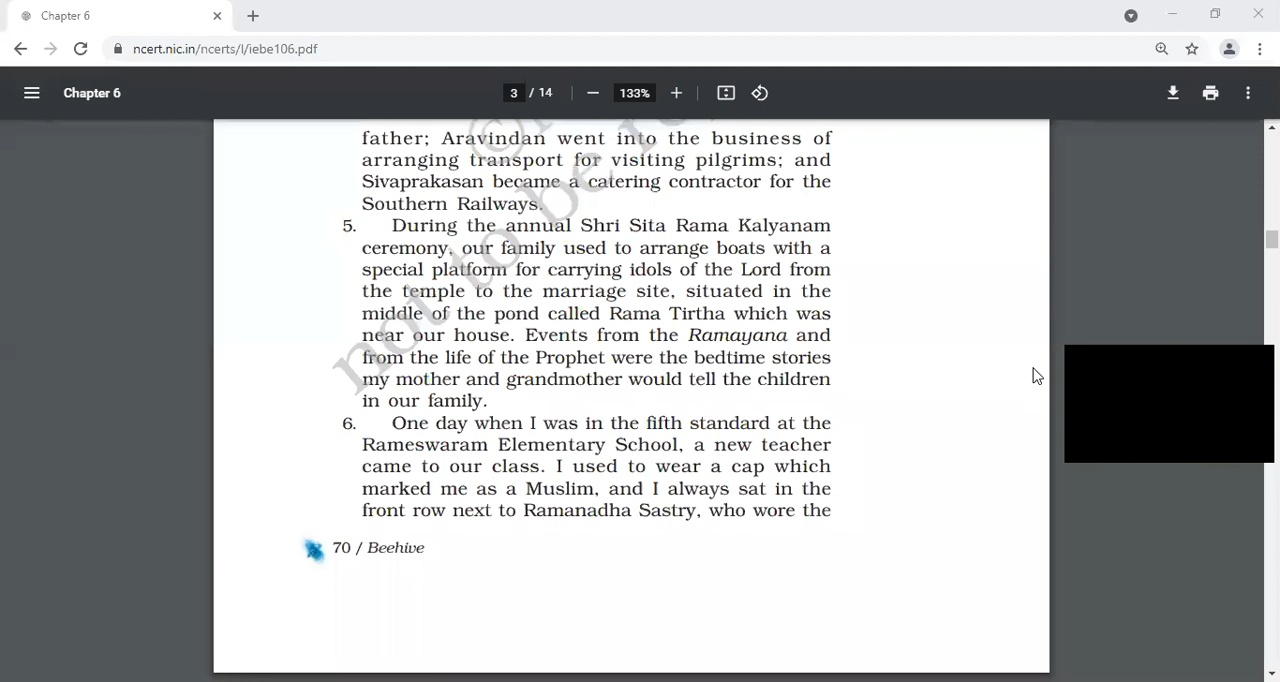 Chapter 6
ncert.nic.in/ncerts/l/iebe106.pdf
Chapter 6
3 / 14
133%
father; Aravindan went into the business of
arranging transport for visiting pilgrims; and
Sivaprakasan became a catering contractor for the
Southern Railways.
5. During the annual Shri Sita Rama Kalyanam
ceremony, our family used to arrange boats with a
special platform for carrying idols of the Lord from
the temple to the marriage site, situated in the
middle of the pond called Rama Tirtha which was
near our house. Events from the Ramayana and
from the life of the Prophet were the bedtime stories
my mother and grandmother would tell the children
in our family.
6. One day when I was in the fifth standard at the
Rameswaram Elementary School, a new teacher
came to our class. I used to wear a cap which
marked me as a Muslim, and I always sat in the
front row next to Ramanadha Sastry, who wore the
70 / Beehive
not to be re
©